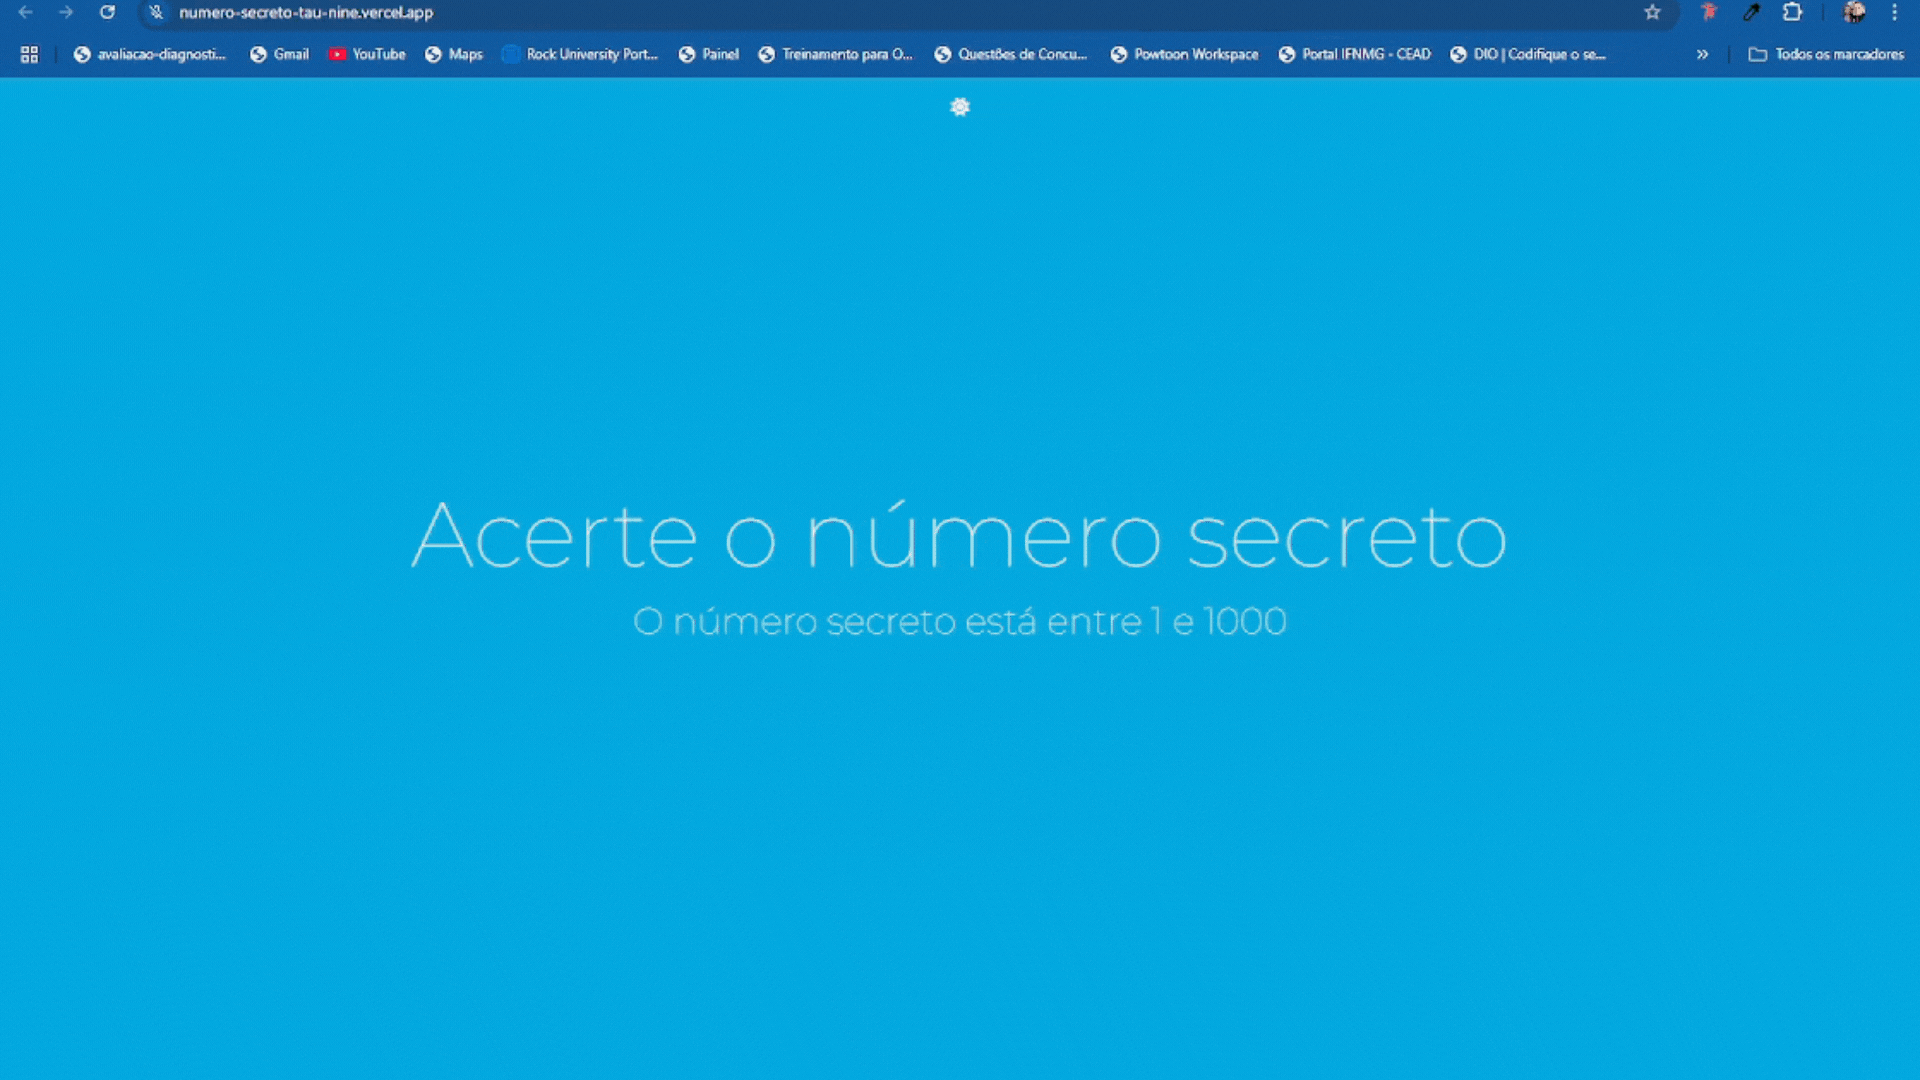 numero-secreto-tau-nine.vercel.app
avaliacao-diagnosti... Gmail YouTube Maps Rock University Port... Painel Treinamento para O... Questões de Concu... Powtoon Workspace Portal IFNMG - CEAD DIO | Codifique o se... » Todos os marcadores
Acerte o número secreto
O número secreto está entre 1 e 1000